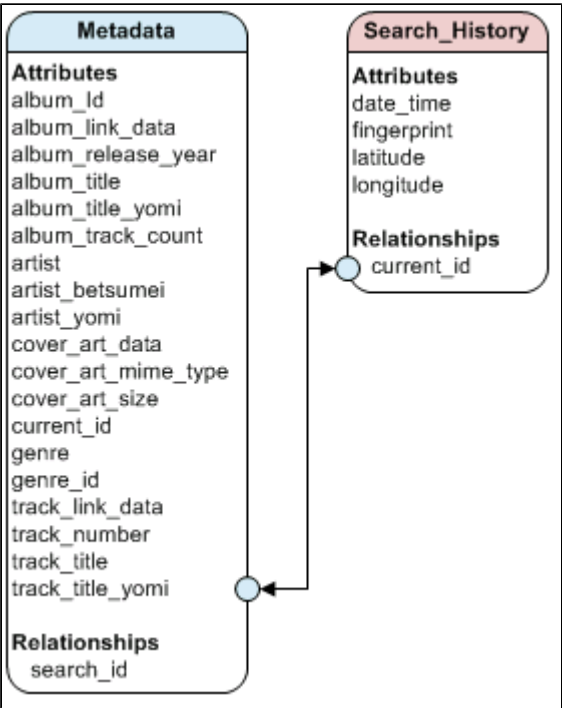 Metadata
Attributes
album_Id
album_link_data
album_release_year
album_title
album_title_yomi
album_track_count
artist
artist_betsumei
artist_yomi
cover_art_data
cover_art_mime_type
cover_art_size
current_id
genre
genre_id
track_link_data
track_number
track_title
track_title_yomi
Relationships
search_id
Search_History
Attributes
date_time
fingerprint
latitude
longitude
Relationships
current_id